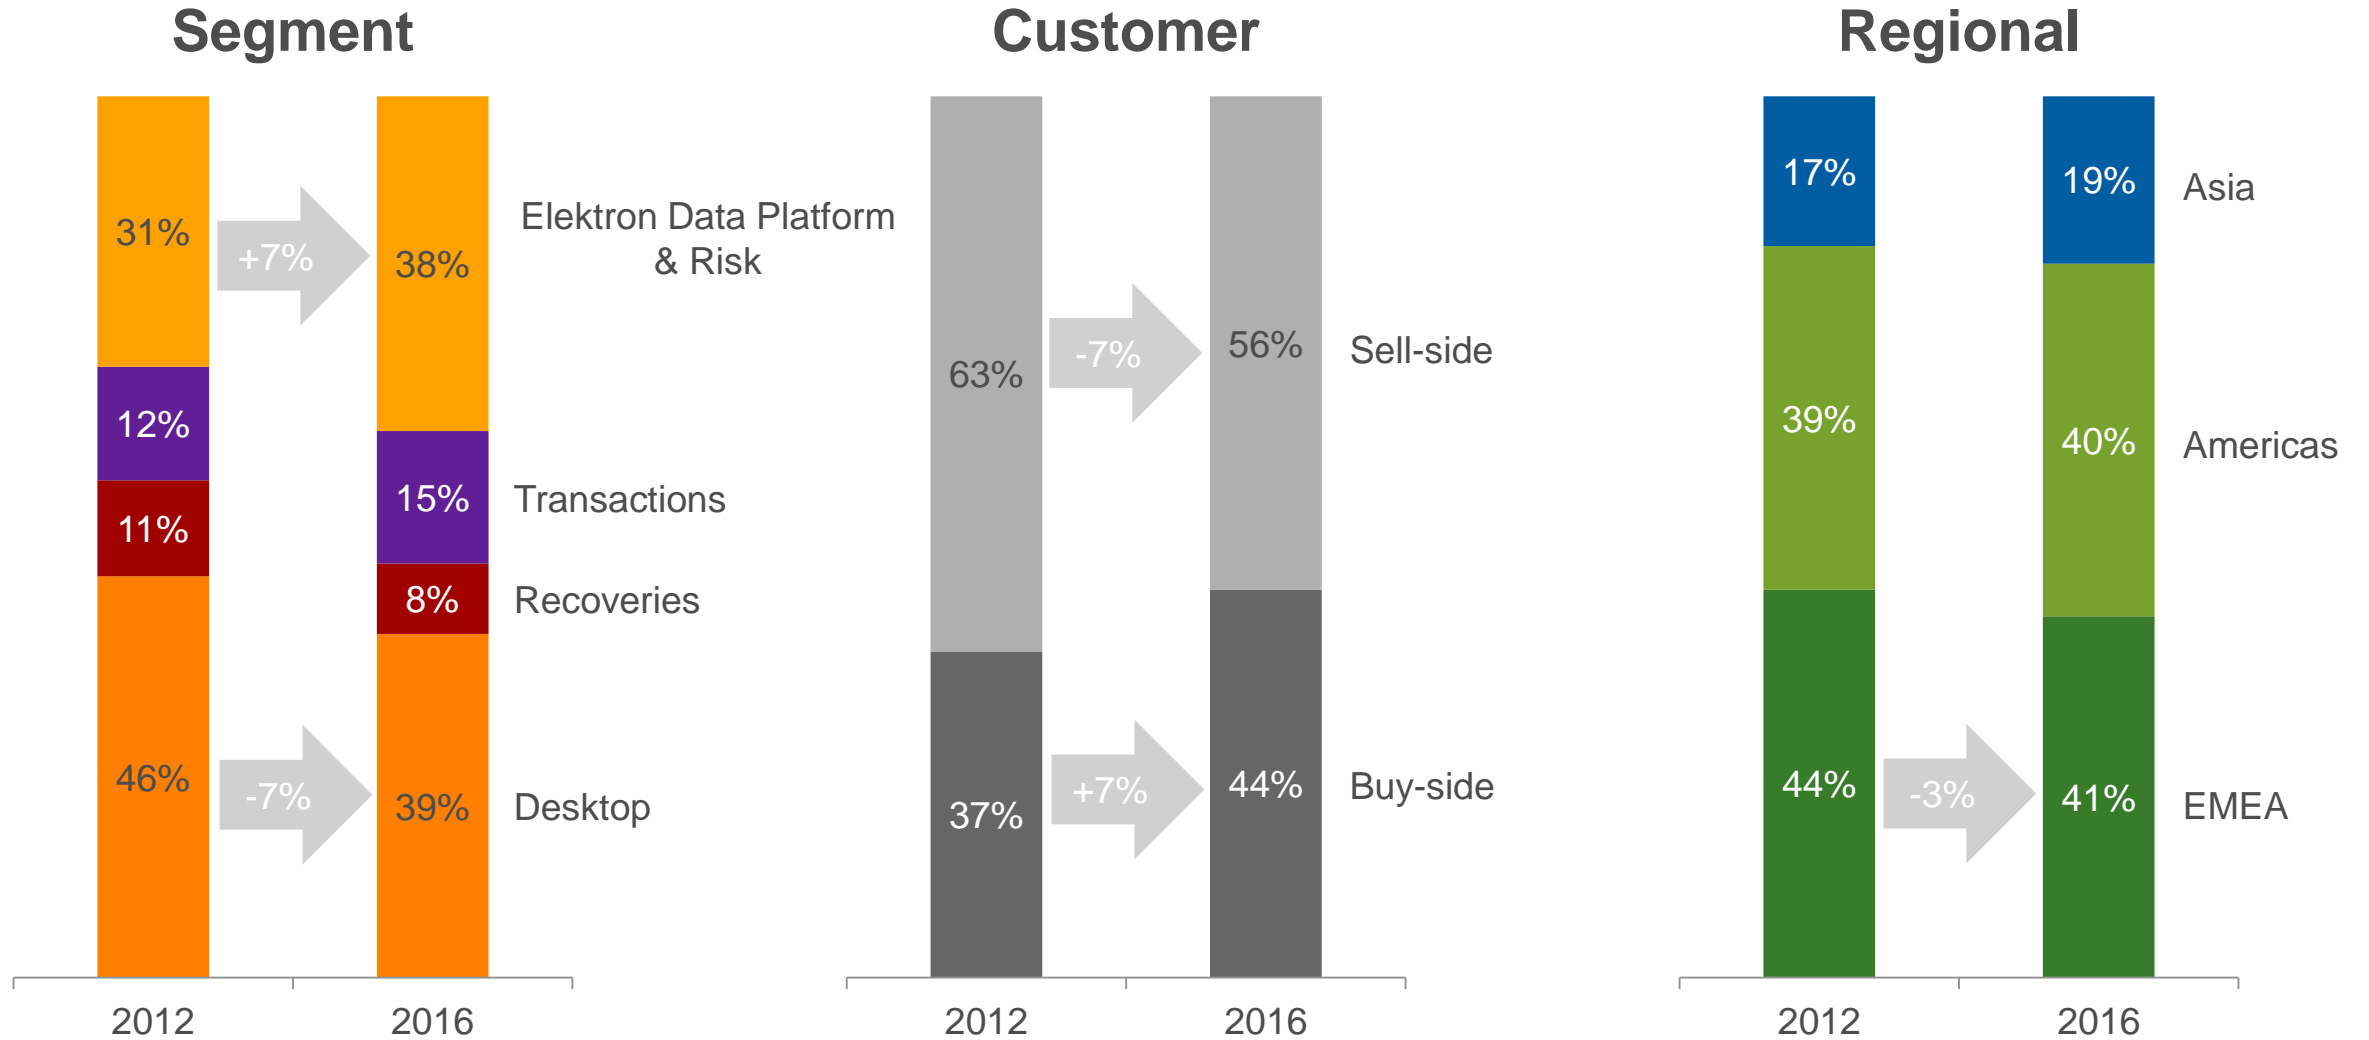 Segment
31%
+7%
38%
Elektron Data Platform
& Risk
12%
15%
Transactions
11%
8%
Recoveries
46%
-7%
39%
Desktop
2012
2016
Customer
63%
-7%
56%
Sell-side
37%
+7%
44%
Buy-side
2012
2016
Regional
17%
19%
Asia
39%
40%
Americas
44%
-3%
41%
EMEA
2012
2016